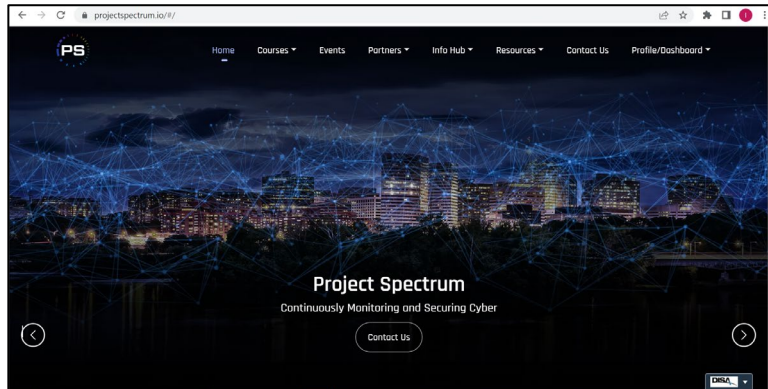 projectspectrum.io/#/
PS
Home Courses Events Partners Info Hub Resources Contact Us Profile/Dashboard
Project Spectrum
Continuously Monitoring and Securing Cyber
Contact Us
DISA